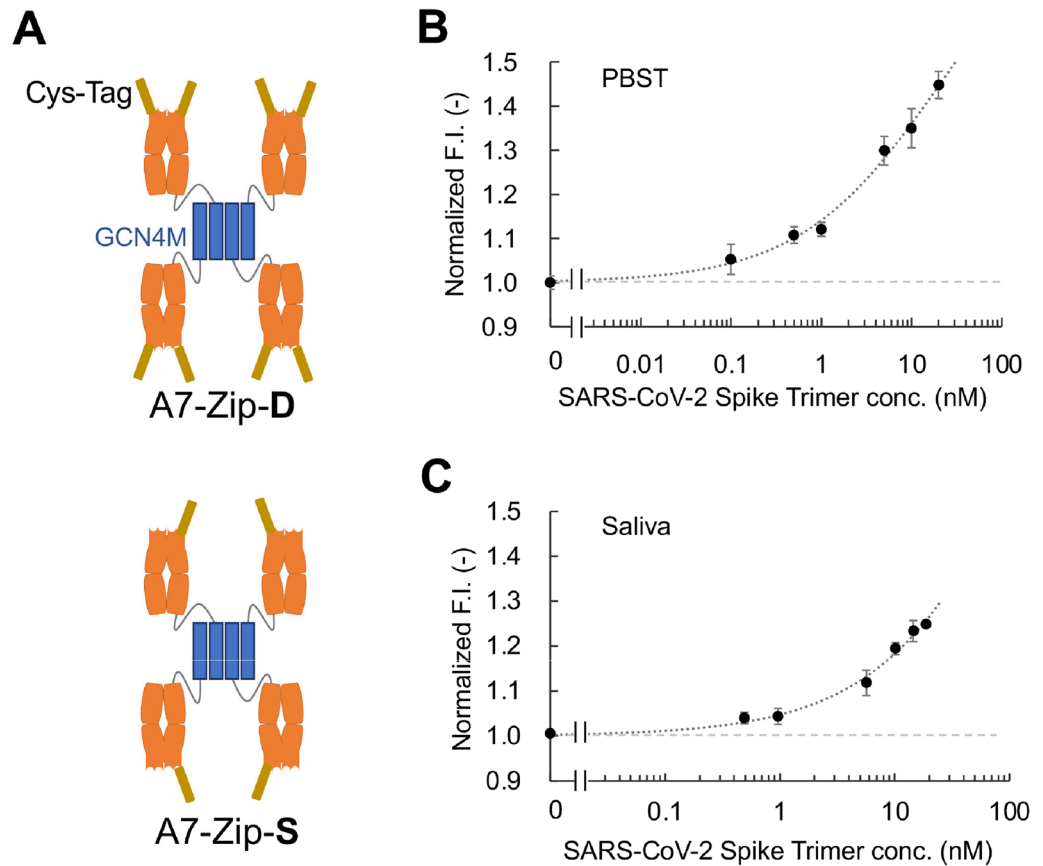 A
Cys-Tag
GCN4M
A7-Zip-D
A7-Zip-S
B
PBST
Normalized F.I. (-)
1.5
1.4
1.3
1.2
1.1
1.0
0.9
0 0.01 0.1 1 10 100
SARS-CoV-2 Spike Trimer conc. (nM)
C
Saliva
Normalized F.I. (-)
1.5
1.4
1.3
1.2
1.1
1.0
0.9
0 0.1 1 10 100
SARS-CoV-2 Spike Trimer conc. (nM)